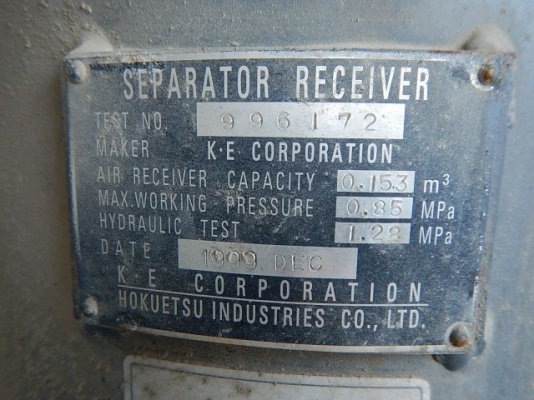 SEPARATOR RECEIVER
TEST NO. 996172
MAKER K·E CORPORATION
AIR RECEIVER CAPACITY 0.153 m³
MAX.WORKING PRESSURE 0.85 MPa
HYDRAULIC TEST 1.28 MPa
DATE 1999 DEC
K·E CORPORATION
HOKUETSU INDUSTRIES CO., LTD.